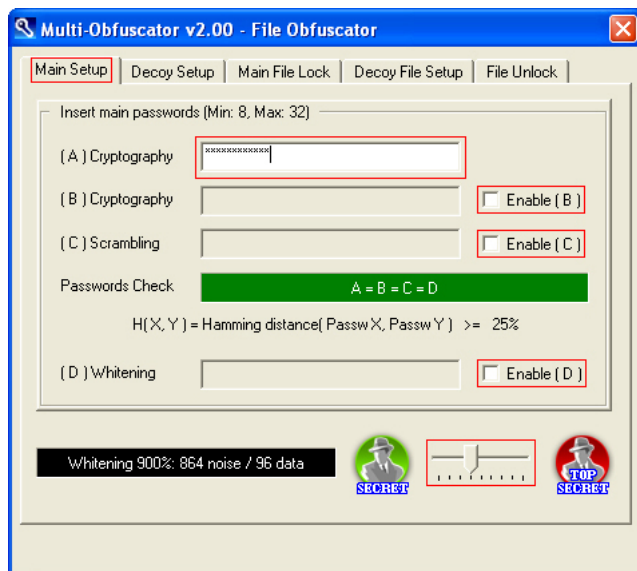 Multi-Obfuscator v2.00 - File Obfuscator
Main Setup Decoy Setup Main File Lock Decoy File Setup File Unlock
Insert main passwords (Min: 8, Max: 32)
( A ) Cryptography ************
( B ) Cryptography Enable ( B )
( C ) Scrambling Enable ( C )
Passwords Check A = B = C = D
H( X, Y ) = Hamming distance( Passw X, Passw Y ) >= 25%
( D ) Whitening Enable ( D )
Whitening 900%: 864 noise / 96 data
SECRET
TOP
SECRET